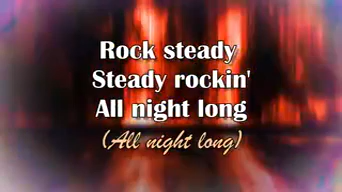 Rock steady
Steady rockin'
All night long
(All night long)